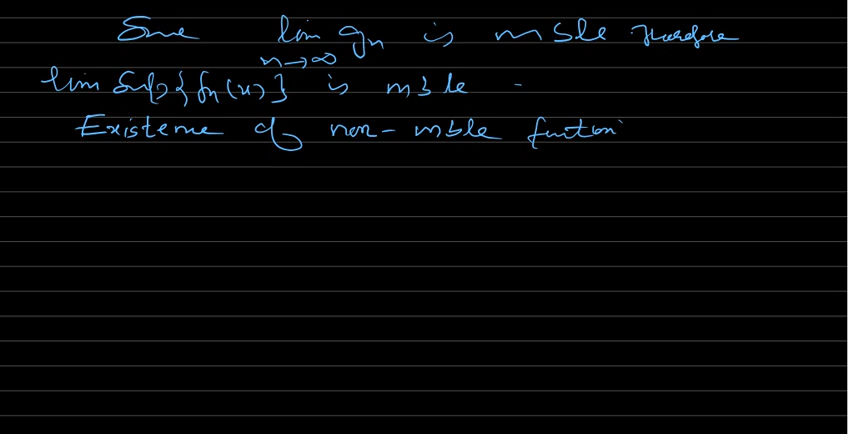 Since lim gn is msble therefore
n→∞
lim sup{fn(x)} is msble.
Existence of non-msble function